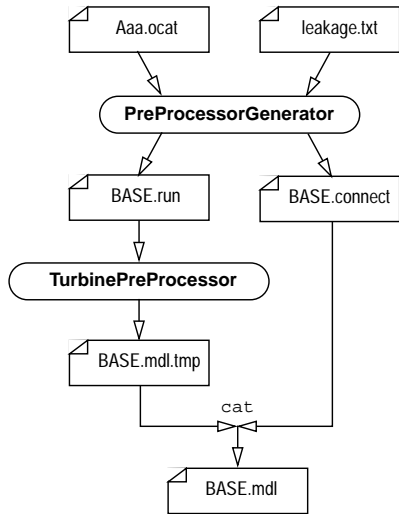 Aaa.ocat
leakage.txt
PreProcessorGenerator
BASE.run
BASE.connect
TurbinePreProcessor
BASE.mdl.tmp
cat
BASE.mdl